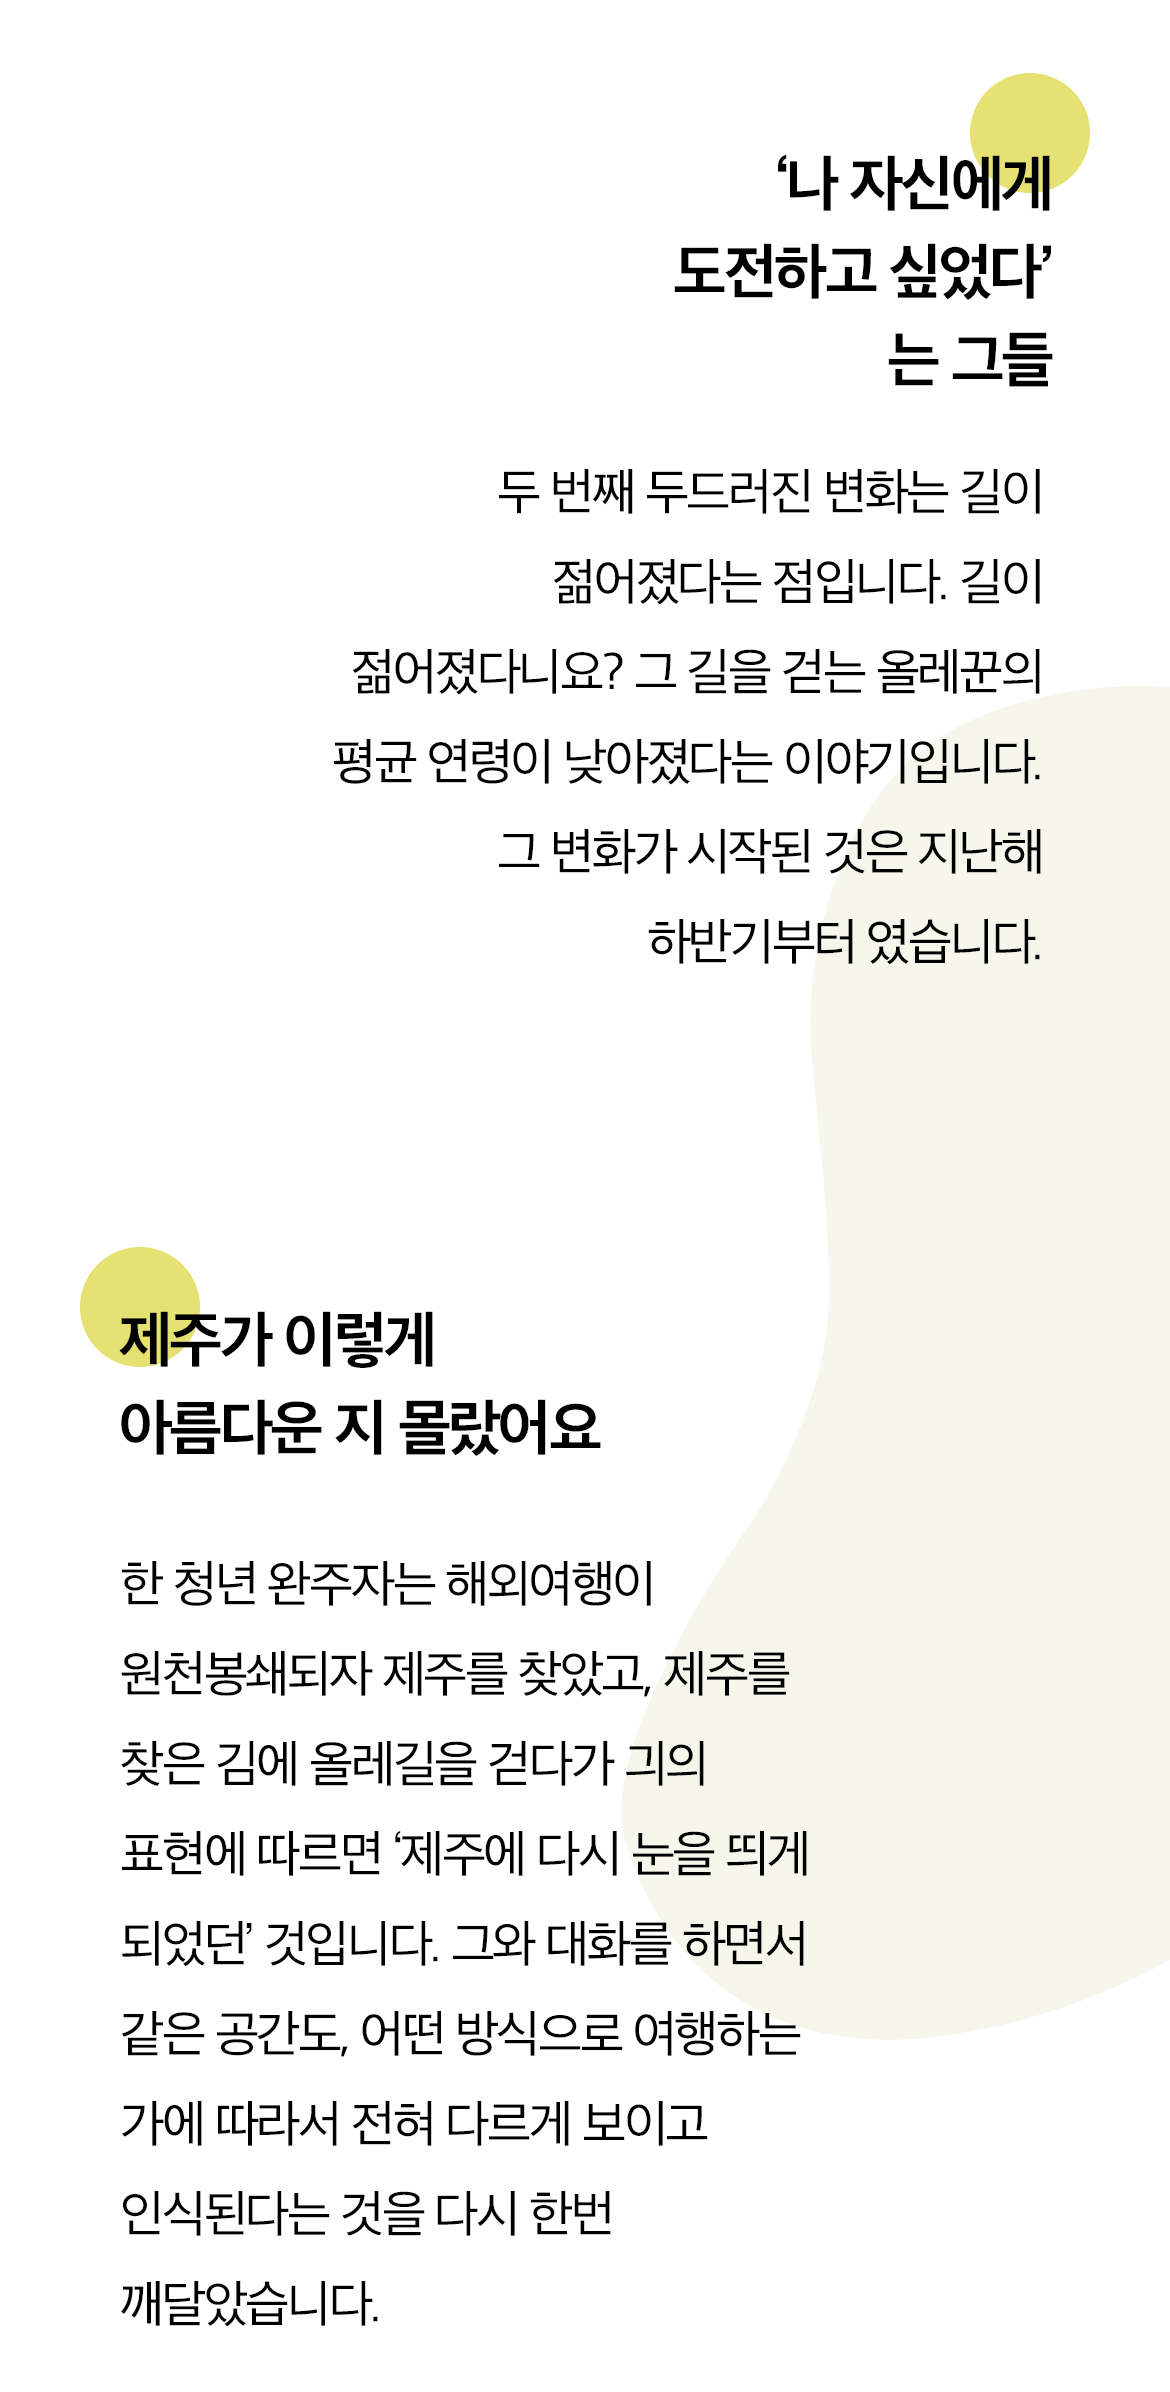 ‘나 자신에게
도전하고 싶었다’
는 그들
두 번째 두드러진 변화는 길이
젊어졌다는 점입니다. 길이
젊어졌다니요? 그 길을 걷는 올레꾼의
평균 연령이 낮아졌다는 이야기입니다.
그 변화가 시작된 것은 지난해
하반기부터 였습니다.
제주가 이렇게
아름다운 지 몰랐어요
한 청년 완주자는 해외여행이
원천봉쇄되자 제주를 찾았고, 제주를
찾은 김에 올레길을 걷다가 긔의
표현에 따르면 ‘제주에 다시 눈을 띄게
되었던’ 것입니다. 그와 대화를 하면서
같은 공간도, 어떤 방식으로 여행하는
가에 따라서 전혀 다르게 보이고
인식된다는 것을 다시 한번
깨달았습니다.